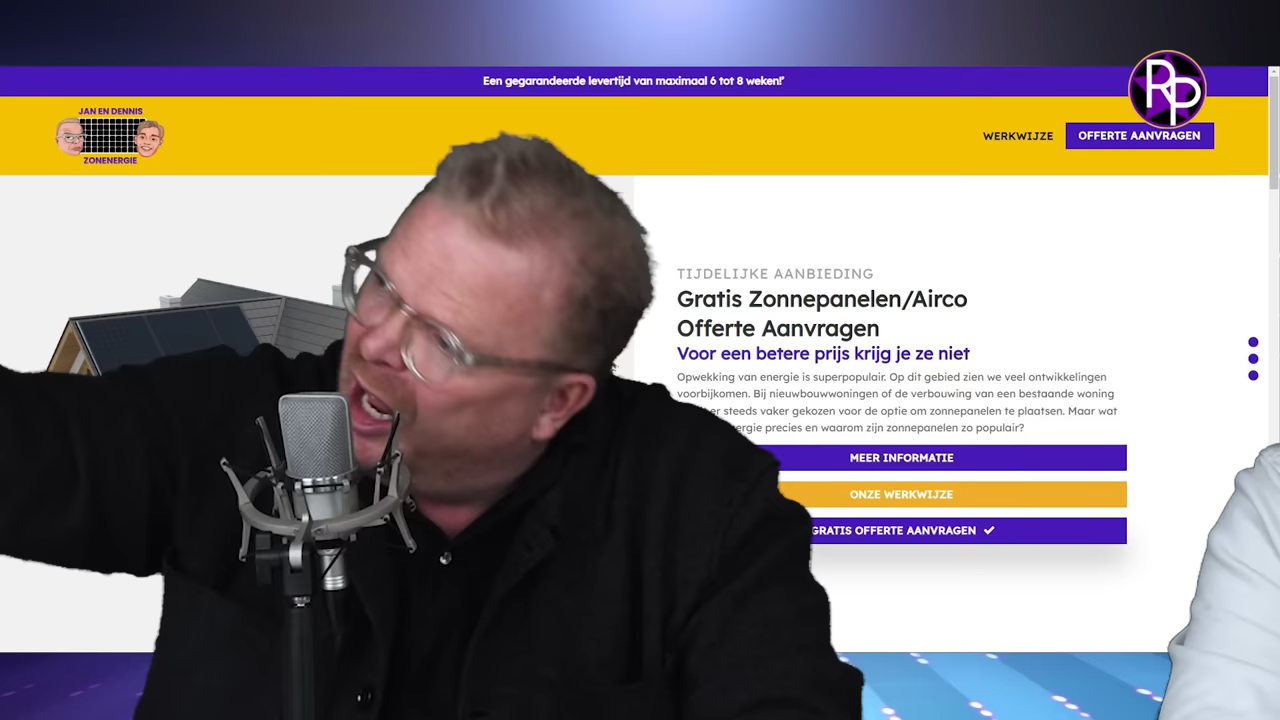 Een gegarandeerde levertijd van maximaal 6 tot 8 weken!*
RP
JAN EN DENNIS
ZONENERGIE
WERKWIJZE
OFFERTE AANVRAGEN
TIJDELIJKE AANBIEDING
Gratis Zonnepanelen/Airco
Offerte Aanvragen
Voor een betere prijs krijg je ze niet
Opwekking van energie is superpopulair. Op dit gebied zien we veel ontwikkelingen
voorbijkomen. Bij nieuwbouwwoningen of de verbouwing van een bestaande woning
er steeds vaker gekozen voor de optie om zonnepanelen te plaatsen. Maar wat
precies en waarom zijn zonnepanelen zo populair?
MEER INFORMATIE
ONZE WERKWIJZE
GRATIS OFFERTE AANVRAGEN